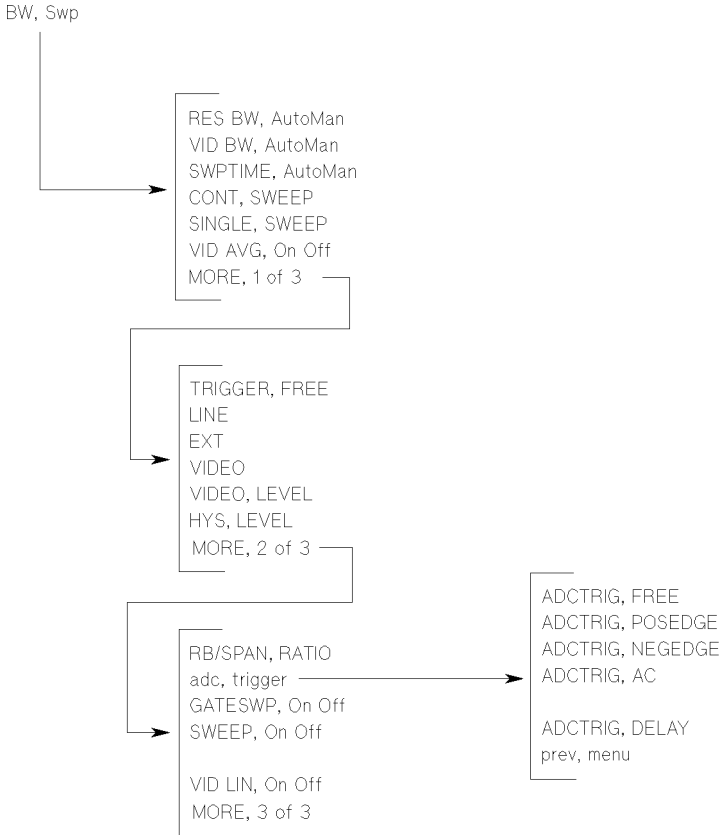 BW, Swp
RES BW, AutoMan
VID BW, AutoMan
SWPTIME, AutoMan
CONT, SWEEP
SINGLE, SWEEP
VID AVG, On Off
MORE, 1 of 3
TRIGGER, FREE
LINE
EXT
VIDEO
VIDEO, LEVEL
HYS, LEVEL
MORE, 2 of 3
RB/SPAN, RATIO
adc, trigger
GATESWP, On Off
SWEEP, On Off
VID LIN, On Off
MORE, 3 of 3
ADCTRIG, FREE
ADCTRIG, POSEDGE
ADCTRIG, NEGEDGE
ADCTRIG, AC
ADCTRIG, DELAY
prev, menu